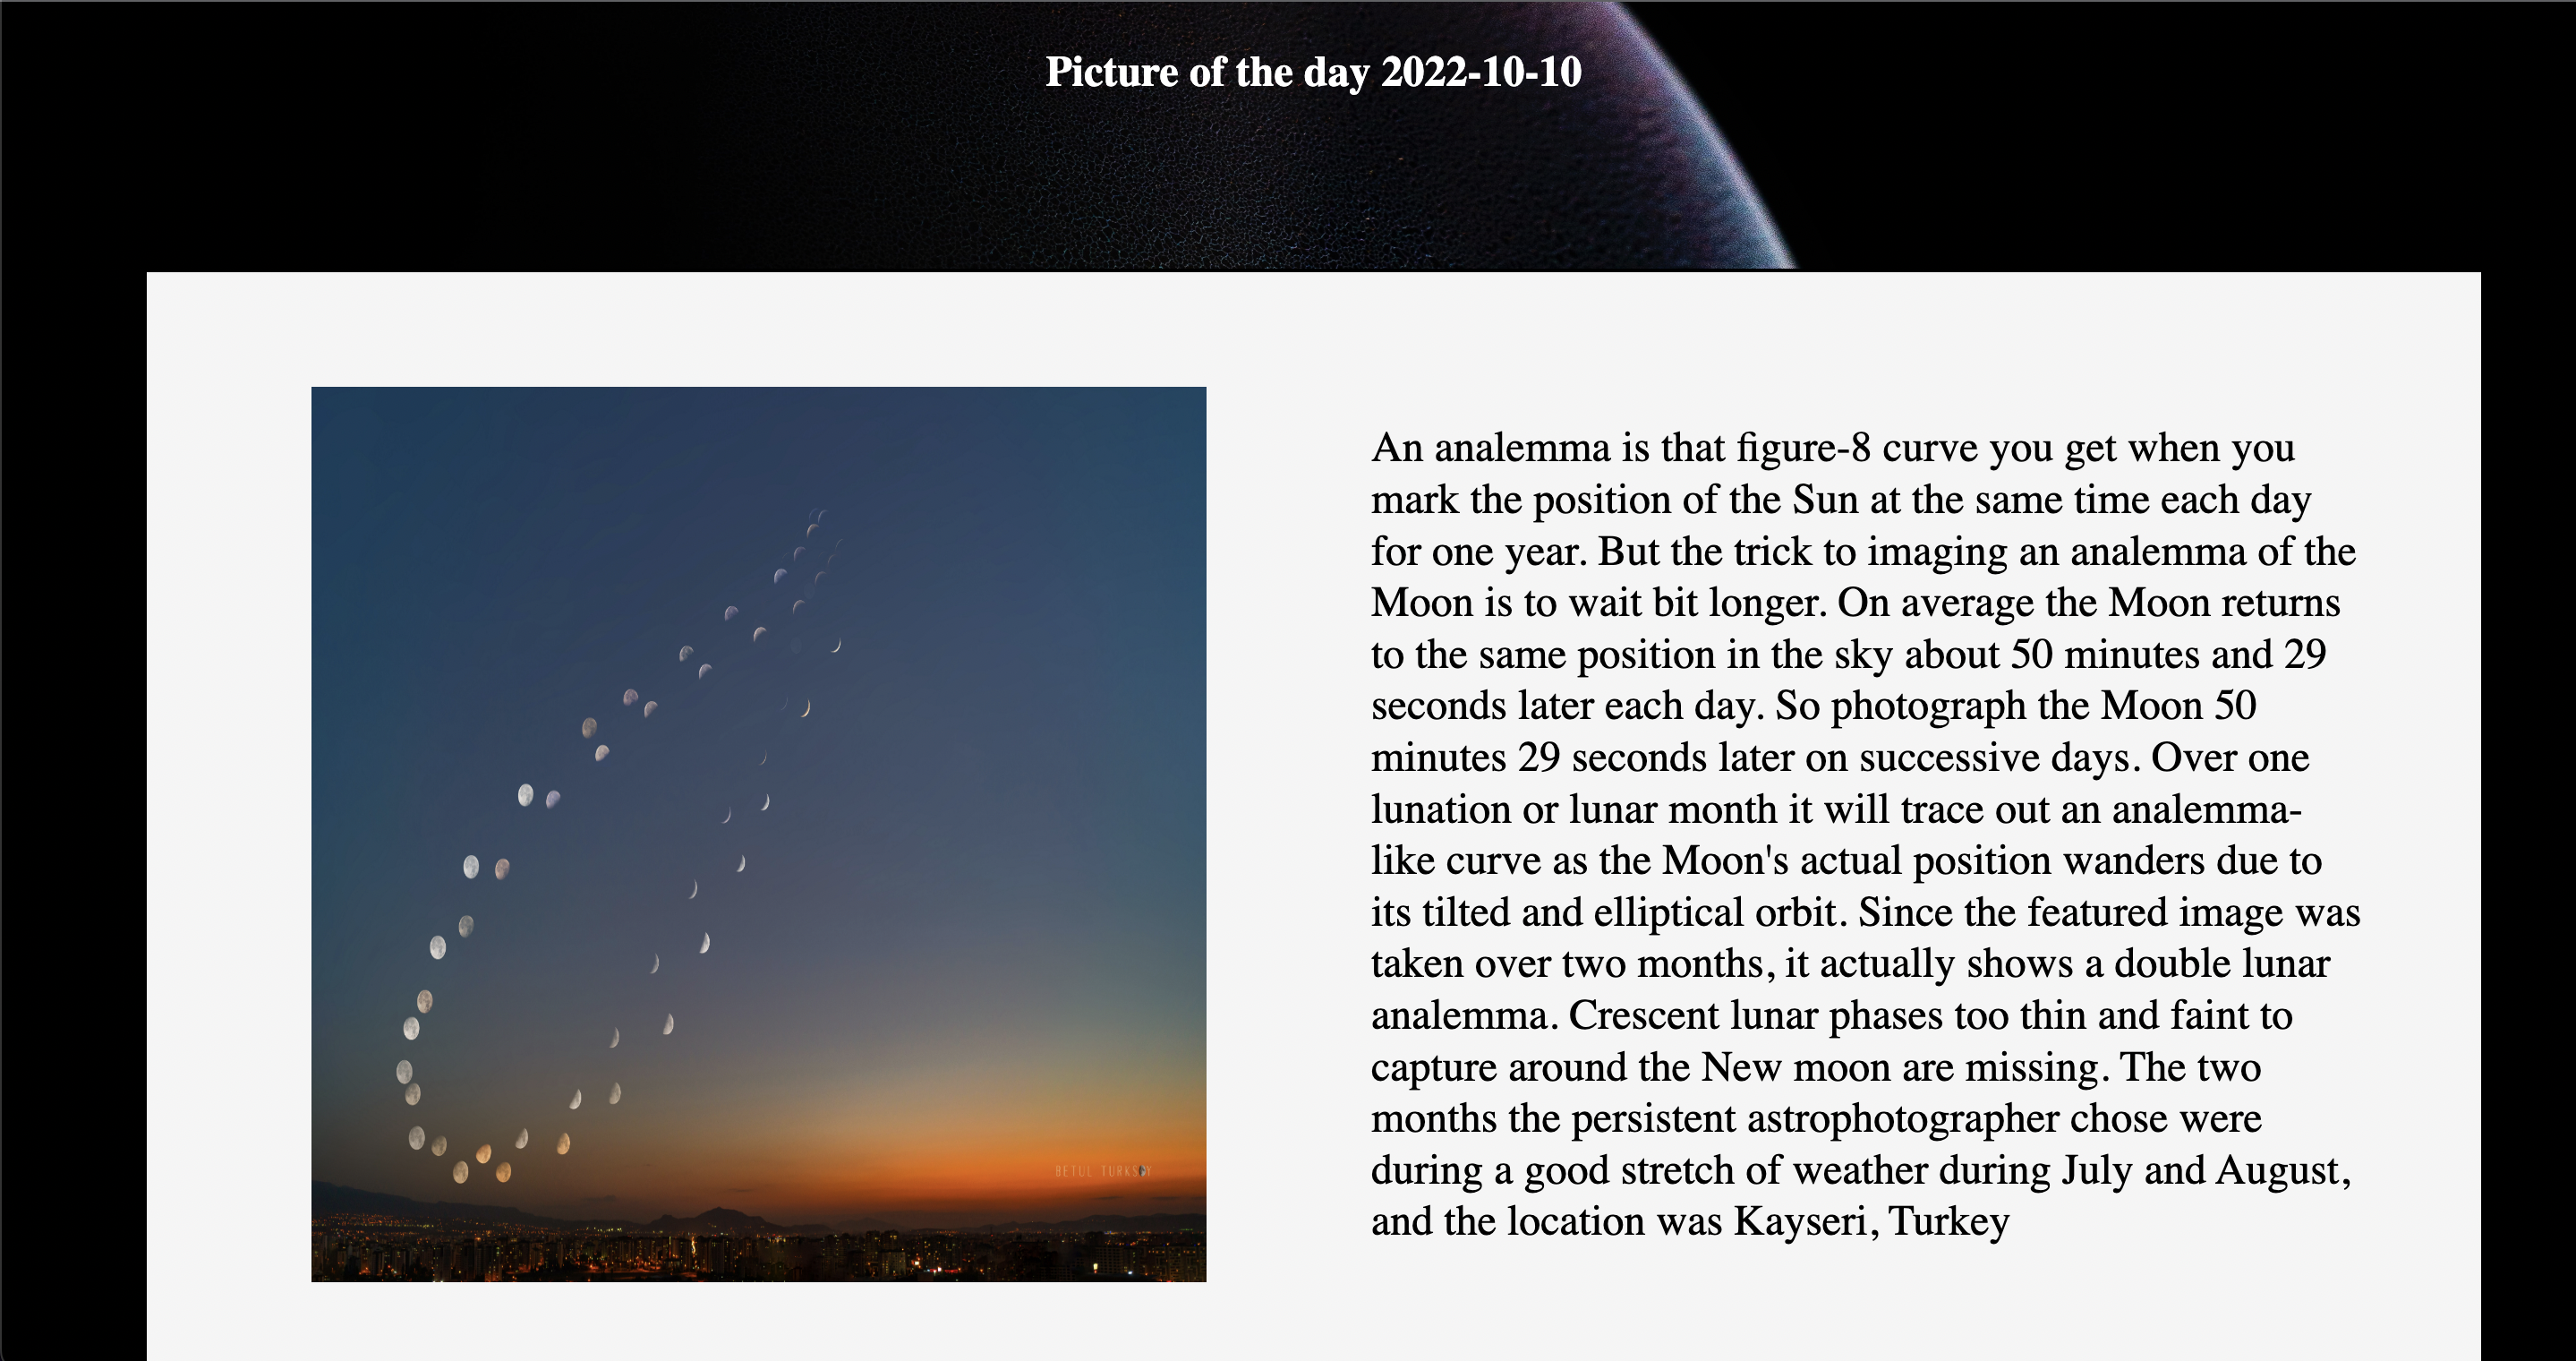 Picture of the day 2022-10-10
An analemma is that figure-8 curve you get when you
mark the position of the Sun at the same time each day
for one year. But the trick to imaging an analemma of the
Moon is to wait bit longer. On average the Moon returns
to the same position in the sky about 50 minutes and 29
seconds later each day. So photograph the Moon 50
minutes 29 seconds later on successive days. Over one
lunation or lunar month it will trace out an analemma-
like curve as the Moon's actual position wanders due to
its tilted and elliptical orbit. Since the featured image was
taken over two months, it actually shows a double lunar
analemma. Crescent lunar phases too thin and faint to
capture around the New moon are missing. The two
months the persistent astrophotographer chose were
during a good stretch of weather during July and August,
and the location was Kayseri, Turkey
BETUL TURKSOY